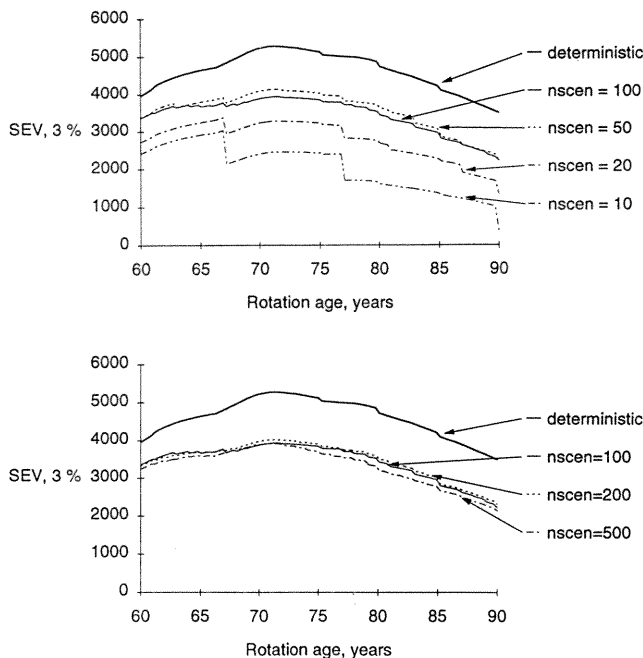 6000
5000
4000
3000
2000
1000
0
SEV, 3 %
60 65 70 75 80 85 90
Rotation age, years
deterministic
nscen = 100
nscen = 50
nscen = 20
nscen = 10
6000
5000
4000
3000
2000
1000
0
SEV, 3 %
60 65 70 75 80 85 90
Rotation age, years
deterministic
nscen=100
nscen=200
nscen=500